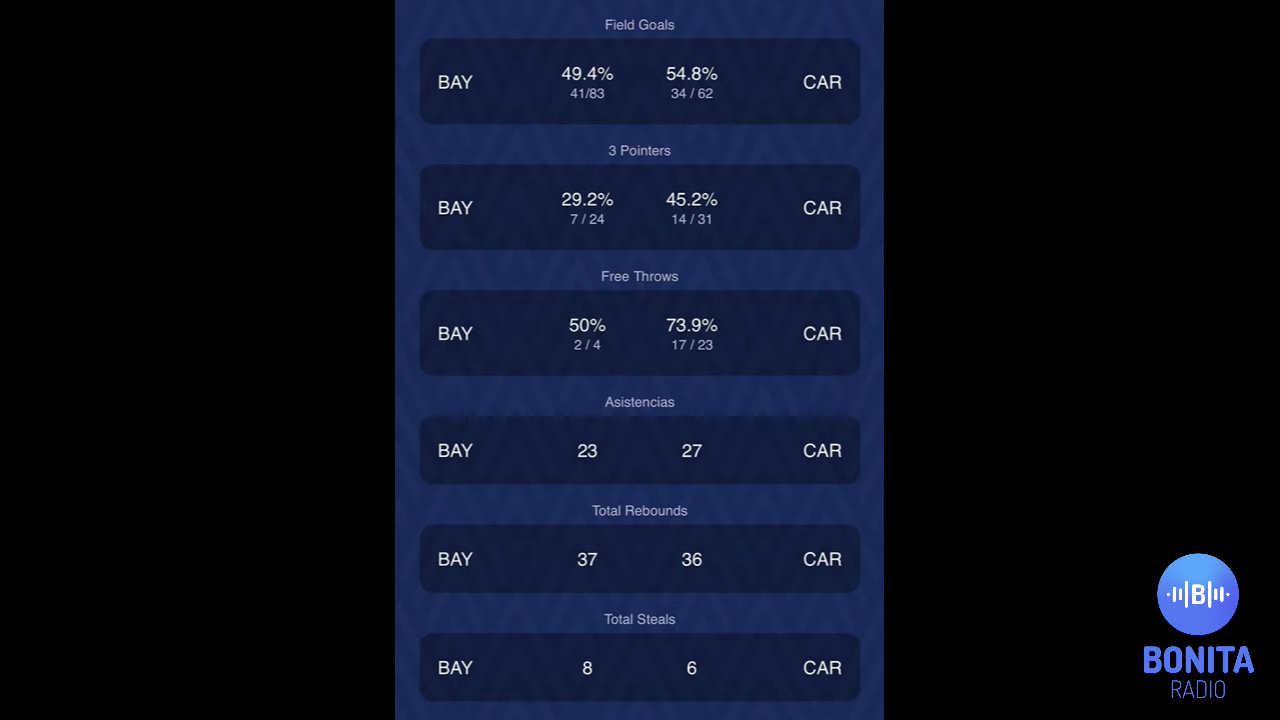 Field Goals
BAY 49.4% 54.8% CAR
41/83 34 / 62
3 Pointers
BAY 29.2% 45.2% CAR
7 / 24 14 / 31
Free Throws
BAY 50% 73.9% CAR
2 / 4 17 / 23
Asistencias
BAY 23 27 CAR
Total Rebounds
BAY 37 36 CAR
Total Steals
BAY 8 6 CAR
B
BONITA
RADIO